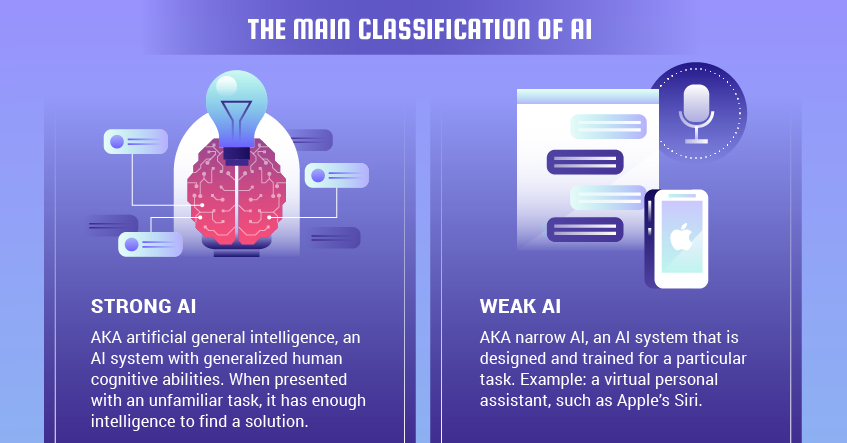 THE MAIN CLASSIFICATION OF AI
STRONG AI
AKA artificial general intelligence, an
AI system with generalized human
cognitive abilities. When presented
with an unfamiliar task, it has enough
intelligence to find a solution.
WEAK AI
AKA narrow AI, an AI system that is
designed and trained for a particular
task. Example: a virtual personal
assistant, such as Apple’s Siri.